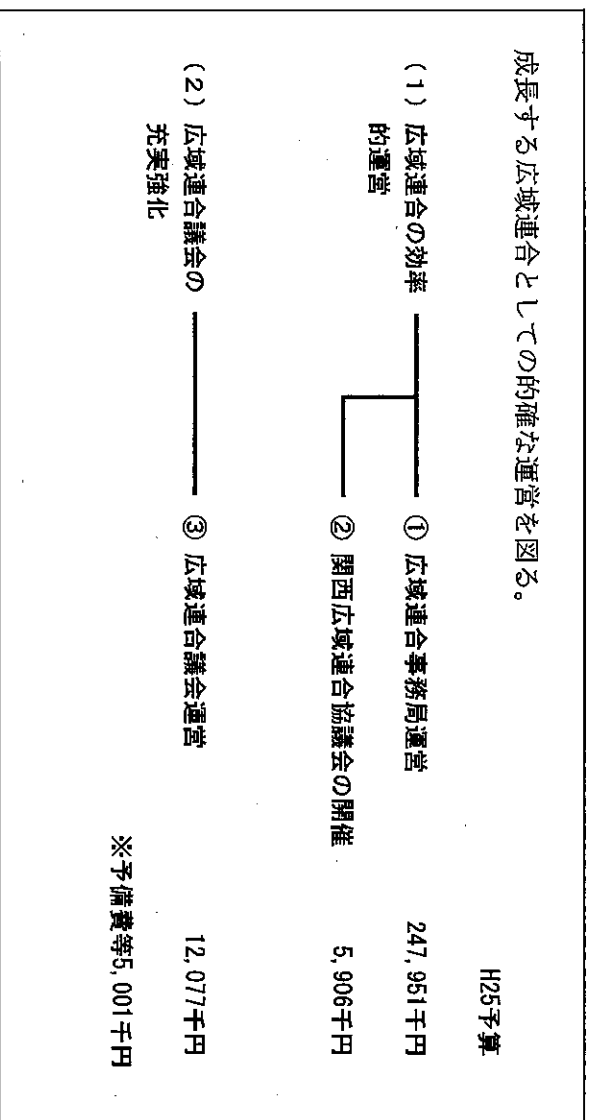 成長する広域連合としての的確な運営を図る。
H25予算
(1) 広域連合の効率
的運営
① 広域連合事務局運営 247,951千円
② 関西広域連合協議会の開催 5,906千円
(2) 広域連合議会の
充実強化
③ 広域連合議会運営 12,077千円
※予備費等5,001千円